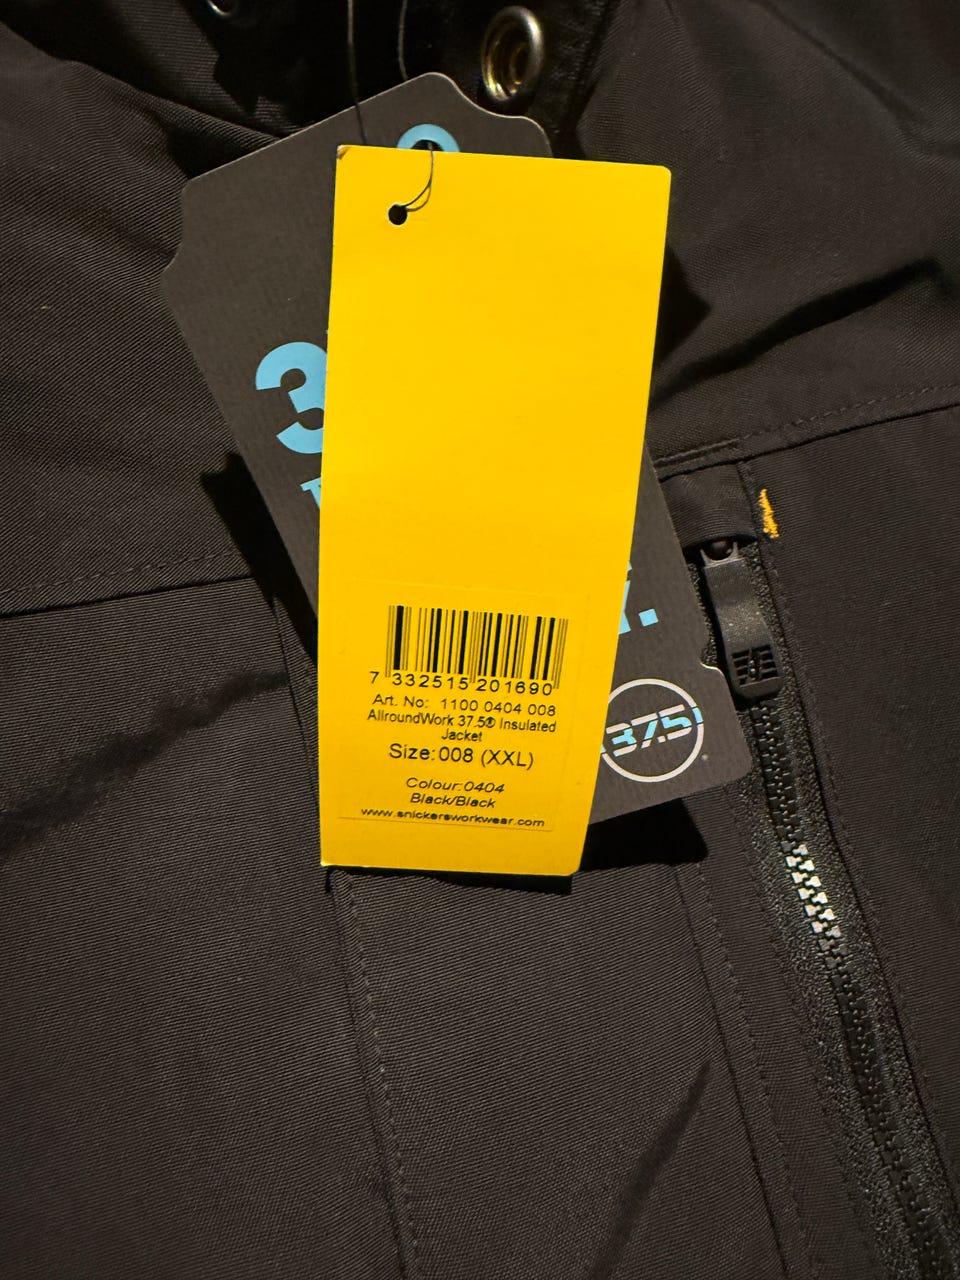 7 332515 201690
Art. No: 1100 0404 008
AllroundWork 37.5® Insulated
Jacket
Size: 008 (XXL)
Colour: 0404
Black/Black
www.snickersworkwear.com
37.5